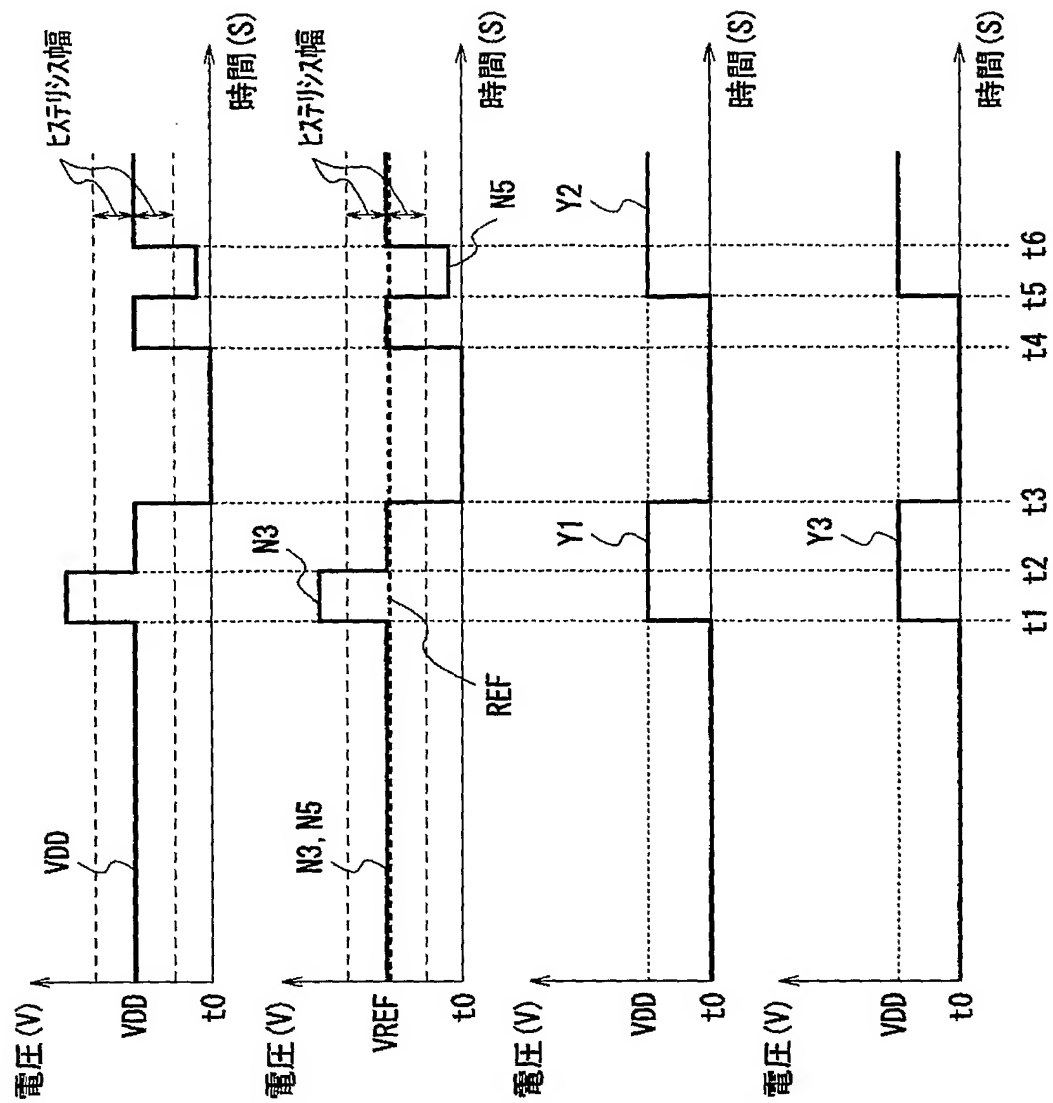 電圧(V)
VDD
ヒステリシス幅
VDD
t0
時間(S)
電圧(V)
N3, N5
N3
ヒステリシス幅
VREF
REF
N5
t0
時間(S)
電圧(V)
Y1
Y2
VDD
t0
時間(S)
電圧(V)
Y3
VDD
t0
時間(S)
t1
t2
t3
t4
t5
t6